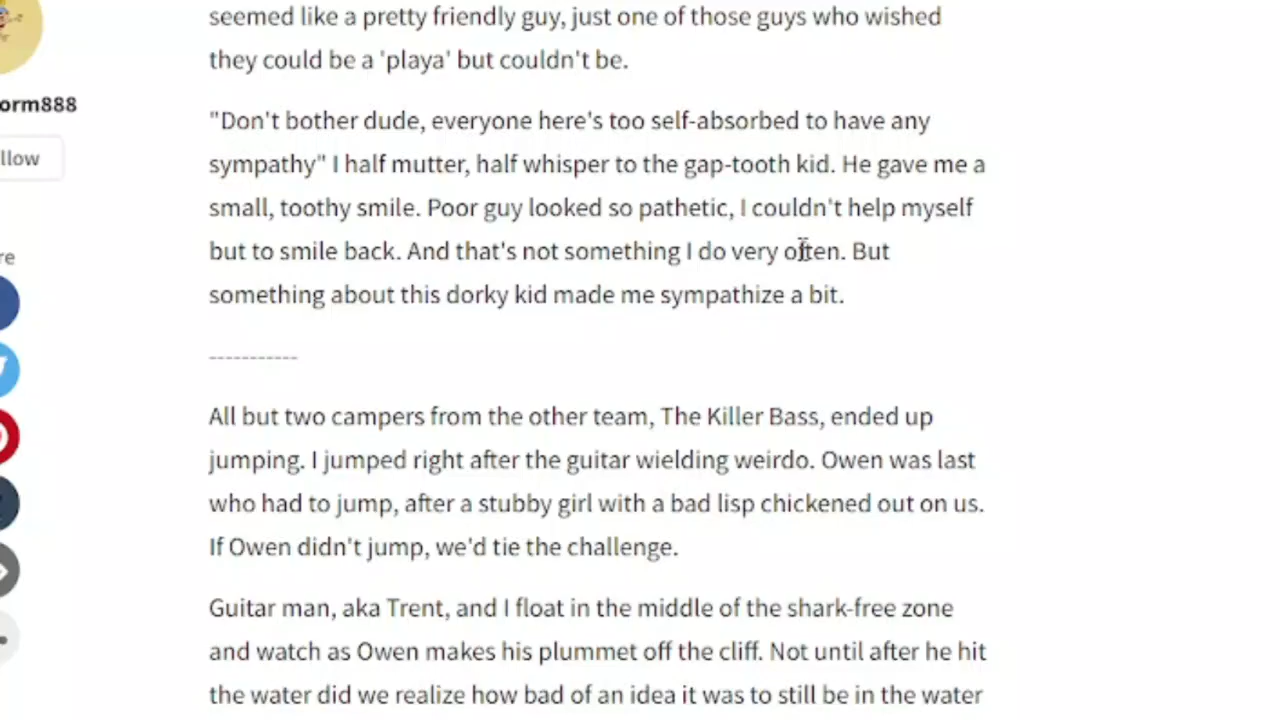 seemed like a pretty friendly guy, just one of those guys who wished
they could be a 'playa' but couldn't be.
orm888
"Don't bother dude, everyone here's too self-absorbed to have any
llow
sympathy" I half mutter, half whisper to the gap-tooth kid. He gave me a
small, toothy smile. Poor guy looked so pathetic, I couldn't help myself
but to smile back. And that's not something I do very often. But
re
something about this dorky kid made me sympathize a bit.
-----------
All but two campers from the other team, The Killer Bass, ended up
jumping. I jumped right after the guitar wielding weirdo. Owen was last
who had to jump, after a stubby girl with a bad lisp chickened out on us.
If Owen didn't jump, we'd tie the challenge.
Guitar man, aka Trent, and I float in the middle of the shark-free zone
and watch as Owen makes his plummet off the cliff. Not until after he hit
the water did we realize how bad of an idea it was to still be in the water